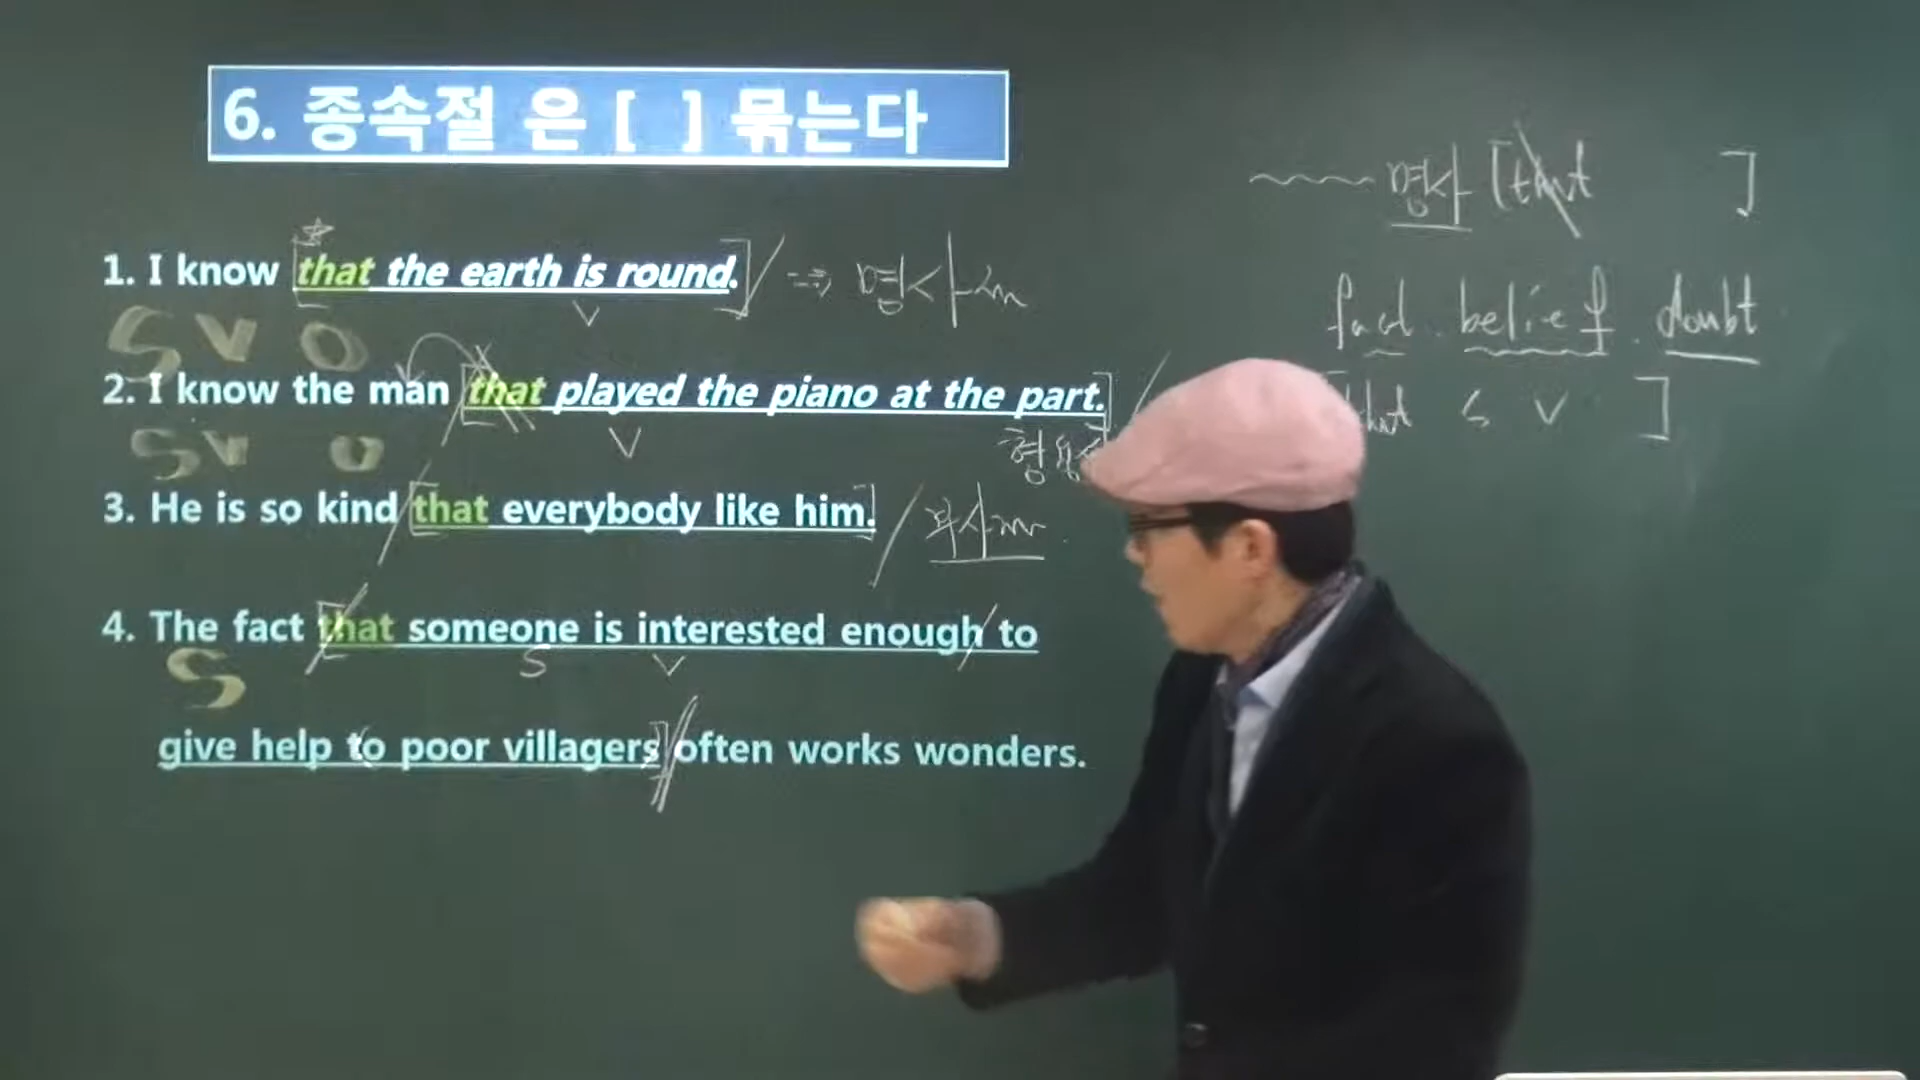 6. 종속절 은 [ ] 묶는다
명사 [that ]
1. I know [that the earth is round.] / 명사
S V O V
fact . belief . doubt
2. I know the man [that played the piano at the part.] /
[that S V ]
S V O V
형용
3. He is so kind [that everybody like him.] / 부사
4. The fact [that someone is interested enough / to
S S V
give help to poor villagers] // often works wonders.